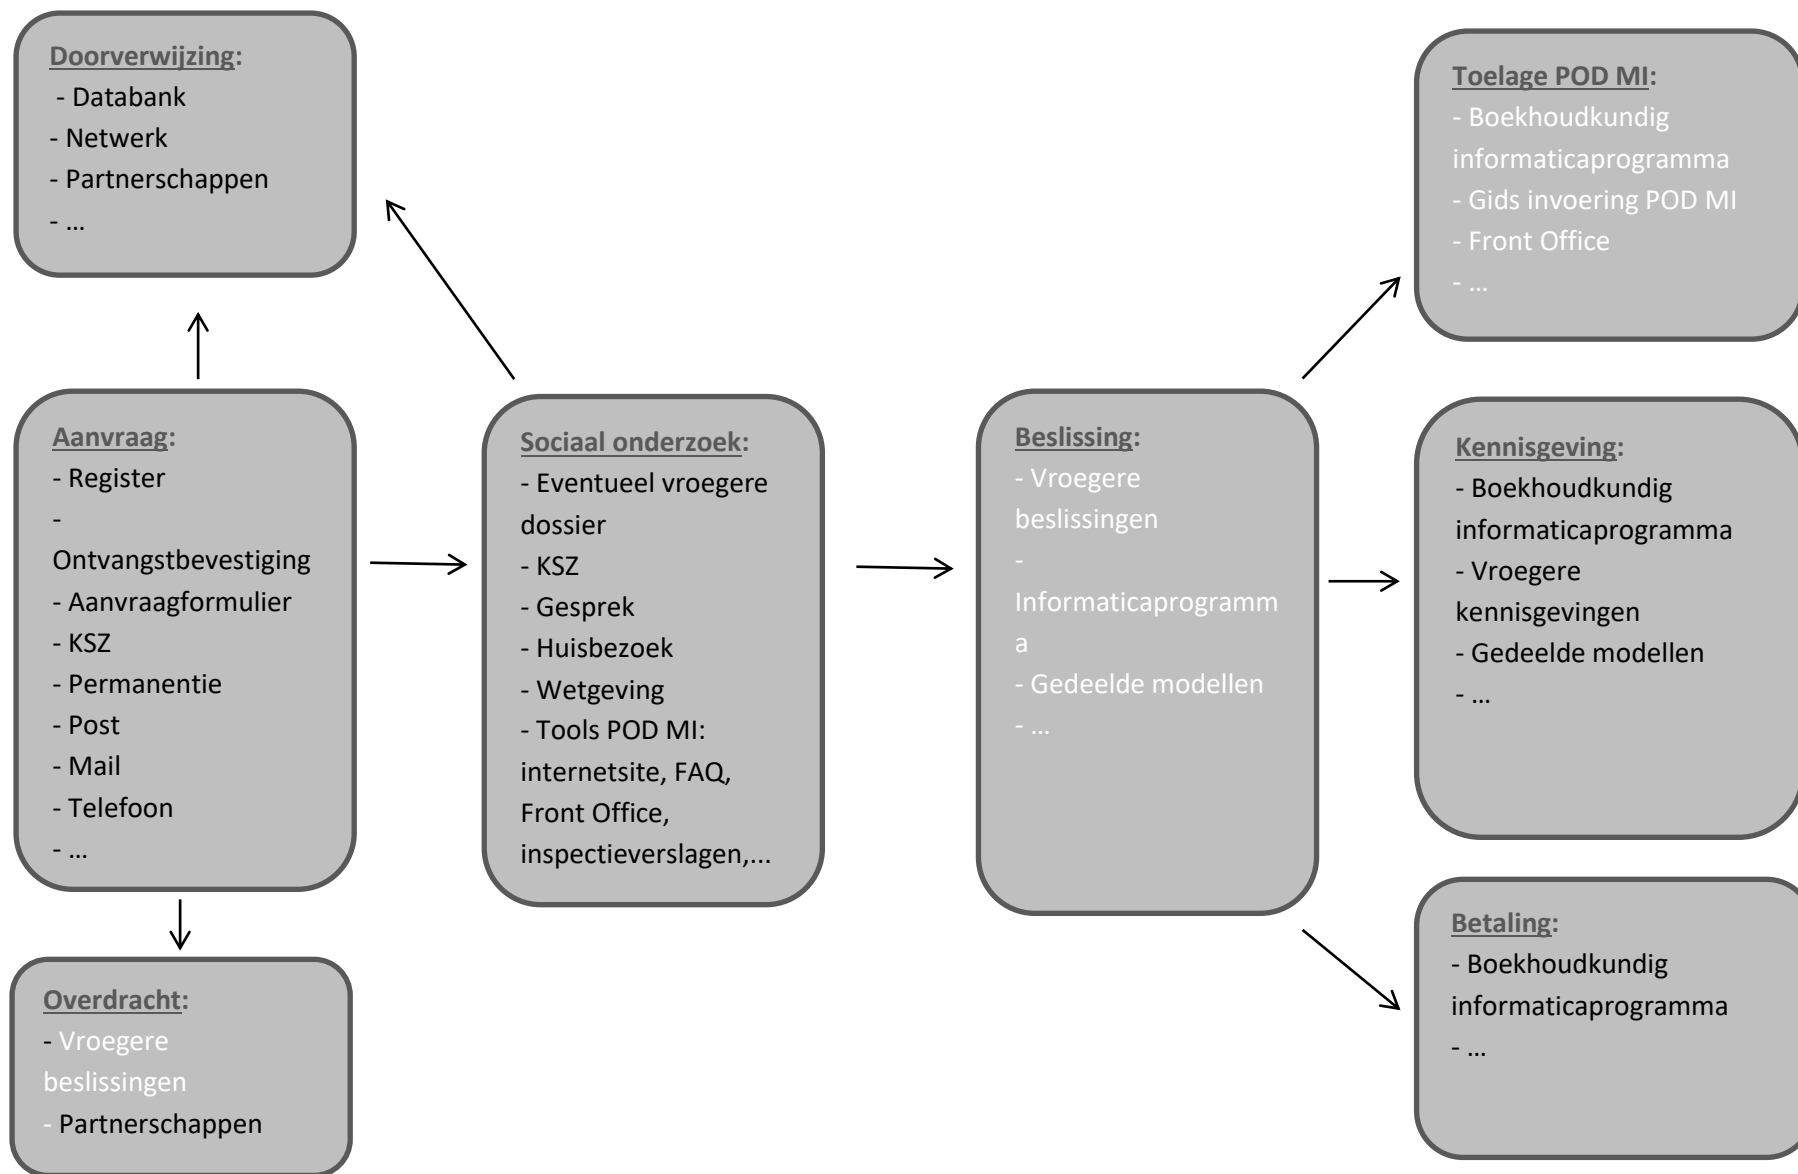 Doorverwijzing:
- Databank
- Netwerk
- Partnerschappen
- ...
Aanvraag:
- Register
-
Ontvangstbevestiging
- Aanvraagformulier
- KSZ
- Permanentie
- Post
- Mail
- Telefoon
- ...
Overdracht:
- Vroegere
beslissingen
- Partnerschappen
Sociaal onderzoek:
- Eventueel vroegere
dossier
- KSZ
- Gesprek
- Huisbezoek
- Wetgeving
- Tools POD MI:
internetsite, FAQ,
Front Office,
inspectieverslagen,...
Beslissing:
- Vroegere
beslissingen
-
Informaticaprogramm
a
- Gedeelde modellen
- ...
Toelage POD MI:
- Boekhoudkundig
informaticaprogramma
- Gids invoering POD MI
- Front Office
- ...
Kennisgeving:
- Boekhoudkundig
informaticaprogramma
- Vroegere
kennisgevingen
- Gedeelde modellen
- ...
Betaling:
- Boekhoudkundig
informaticaprogramma
- ...